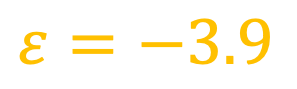 ε = −3.9